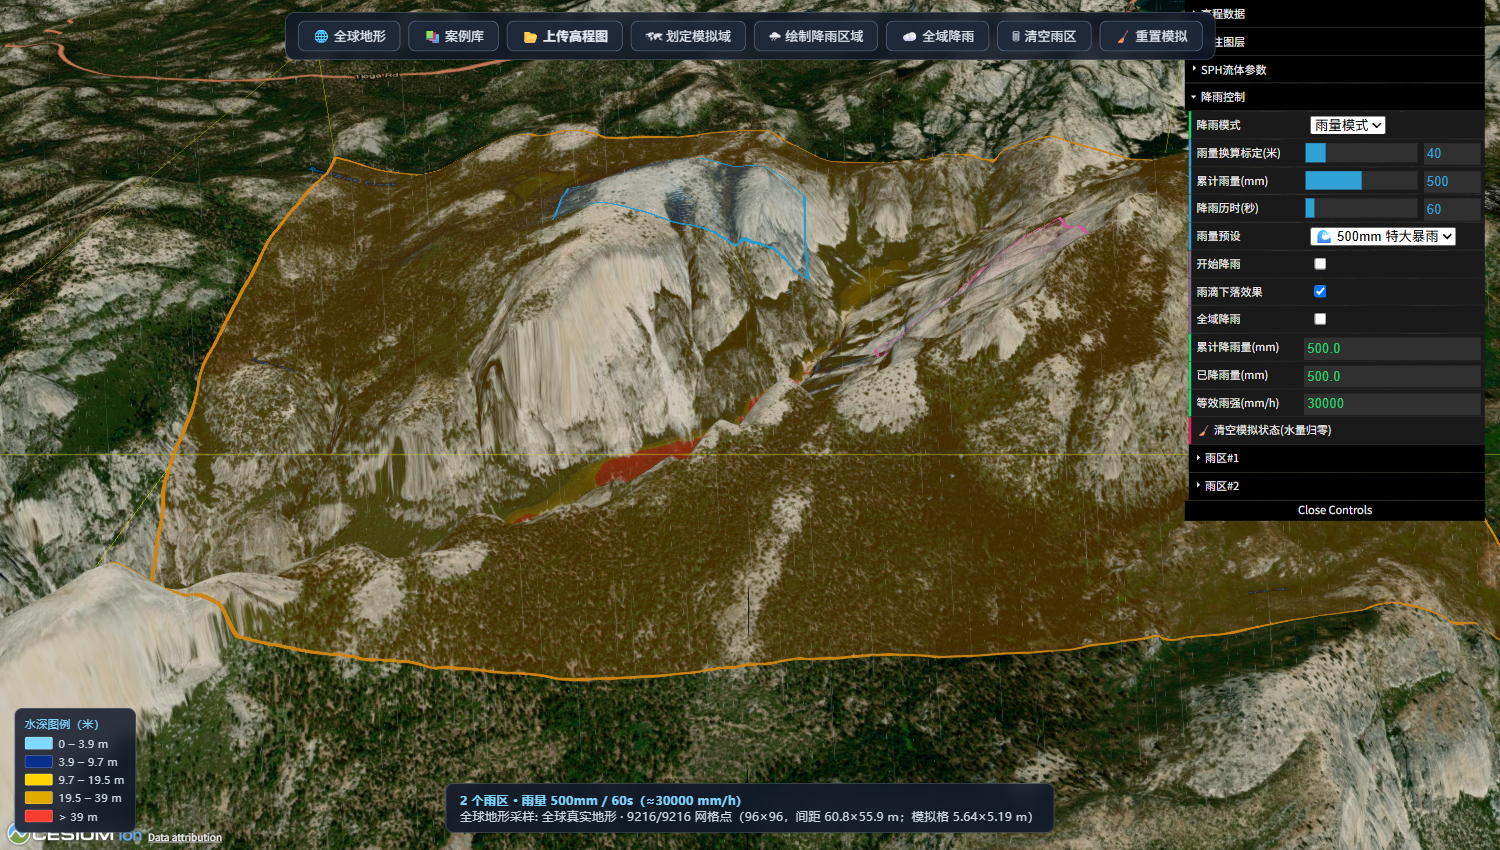 全球地形
案例库
上传高程图
划定模拟域
绘制降雨区域
全域降雨
清空雨区
重置模拟
高程数据
住图层
SPH流体参数
降雨控制
降雨模式 雨量模式
雨量换算标定(米) 40
累计雨量(mm) 500
降雨历时(秒) 60
雨量预设 500mm 特大暴雨
开始降雨
雨滴下落效果
全域降雨
累计降雨量(mm) 500.0
已降雨量(mm) 500.0
等效雨强(mm/h) 30000
清空模拟状态(水量归零)
雨区#1
雨区#2
Close Controls
水深图例（米）
0 – 3.9 m
3.9 – 9.7 m
9.7 – 19.5 m
19.5 – 39 m
> 39 m
CESIUM ion Data attribution
2 个雨区 · 雨量 500mm / 60s（≈30000 mm/h）
全球地形采样: 全球真实地形 · 9216/9216 网格点（96×96，间距 60.8×55.9 m；模拟格 5.64×5.19 m）